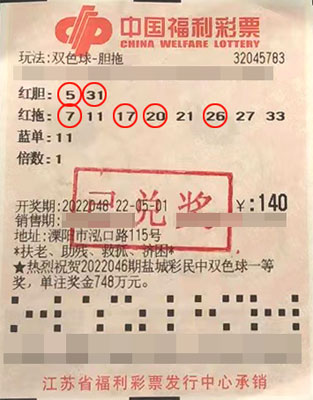 中国福利彩票
CHINA WELFARE LOTTERY
玩法:双色球-胆拖 32045783
红胆: 5 31
红拖: 7 11 17 20 21 26 27 33
蓝单:11
倍数:1
开奖期:2022048 22-05-01 ¥:140
销售期:
已兑奖
地址:溧阳市泓口路115号
*扶老、助残、救孤、济困*
★热烈祝贺2022046期盐城彩民中双色球一等
奖,单注奖金748万元。
江苏省福利彩票发行中心承销